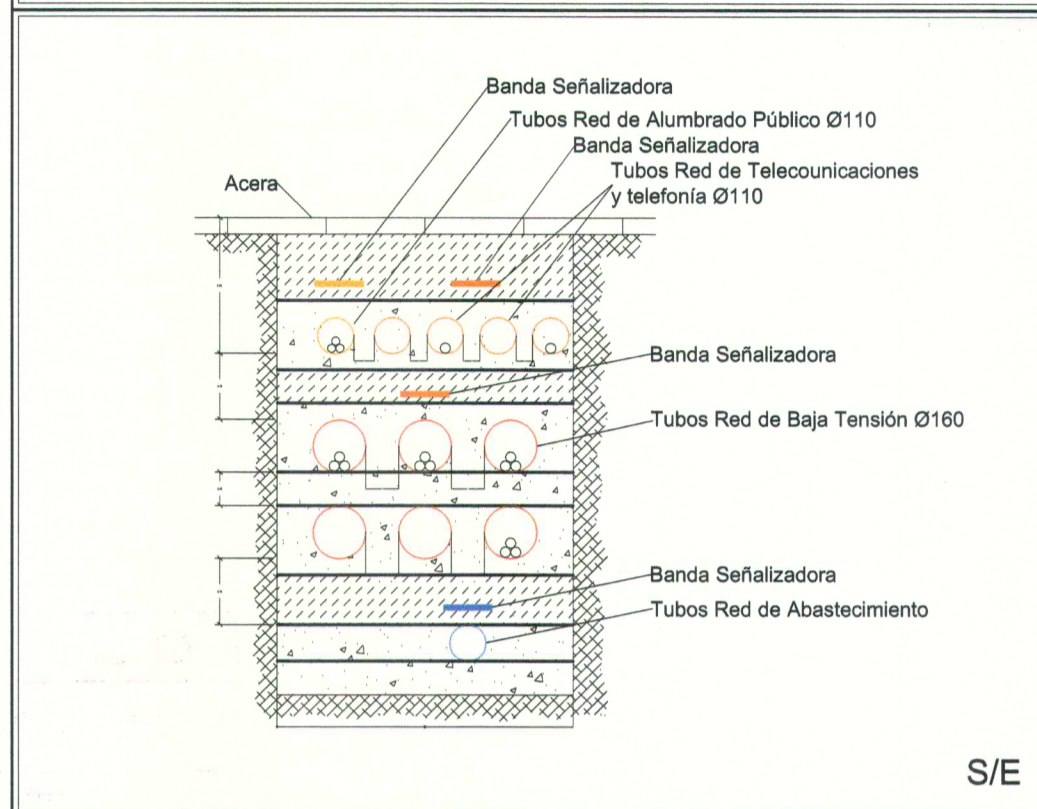 Banda Señalizadora
Tubos Red de Alumbrado Público Ø110
Banda Señalizadora
Tubos Red de Telecounicaciones
y telefonía Ø110
Acera
Banda Señalizadora
Tubos Red de Baja Tensión Ø160
Banda Señalizadora
Tubos Red de Abastecimiento
S/E